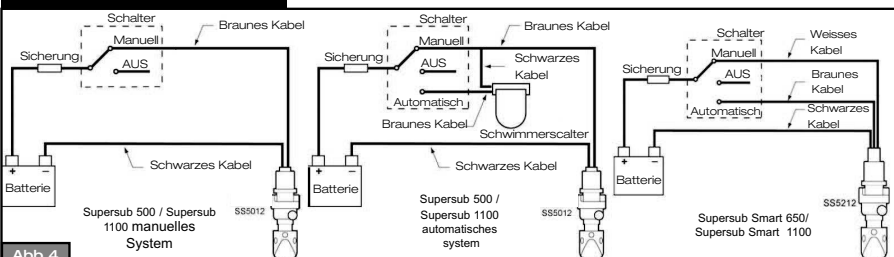 Schalter
Manuell
Braunes Kabel
Sicherung
AUS
Schwarzes Kabel
+ −
Batterie
SS5012
Supersub 500 / Supersub
1100 manuelles
System
Abb 4
Schalter
Braunes Kabel
Manuell
Sicherung
Schwarzes
Kabel
AUS
Automatisch
Braunes Kabel
Schwimmerscalter
+ −
Schwarzes Kabel
Batterie
SS5012
Supersub 500 /
Supersub 1100
automatisches
system
Schalter
Weisses
Kabel
Manuell
Sicherung
AUS
Braunes
Kabel
Automatisch
Schwarzes
Kabel
+ −
Batterie
SS5212
Supersub Smart 650/
Supersub Smart 1100